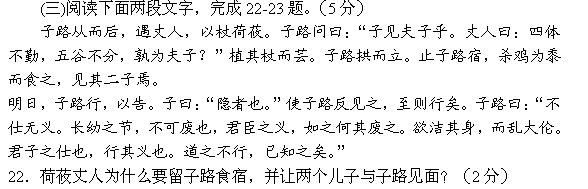 (三)阅读下面两段文字，完成22-23题。（5分）
子路从而后，遇丈人，以杖荷莜。子路问曰：“子见夫子乎。丈人曰：四体
不勤，五谷不分，孰为夫子？”植其杖而芸。子路拱而立。止子路宿，杀鸡为黍
而食之，见其二子焉。
明日，子路行，以告。子曰：“隐者也。”使子路反见之，至则行矣。子路曰：“不
仕无义。长幼之节，不可废也，君臣之义，如之何其废之。欲洁其身，而乱大伦。
君子之仕也，行其义也。道之不行，已知之矣。”
22．荷莜丈人为什么要留子路食宿，并让两个儿子与子路见面？（2分）